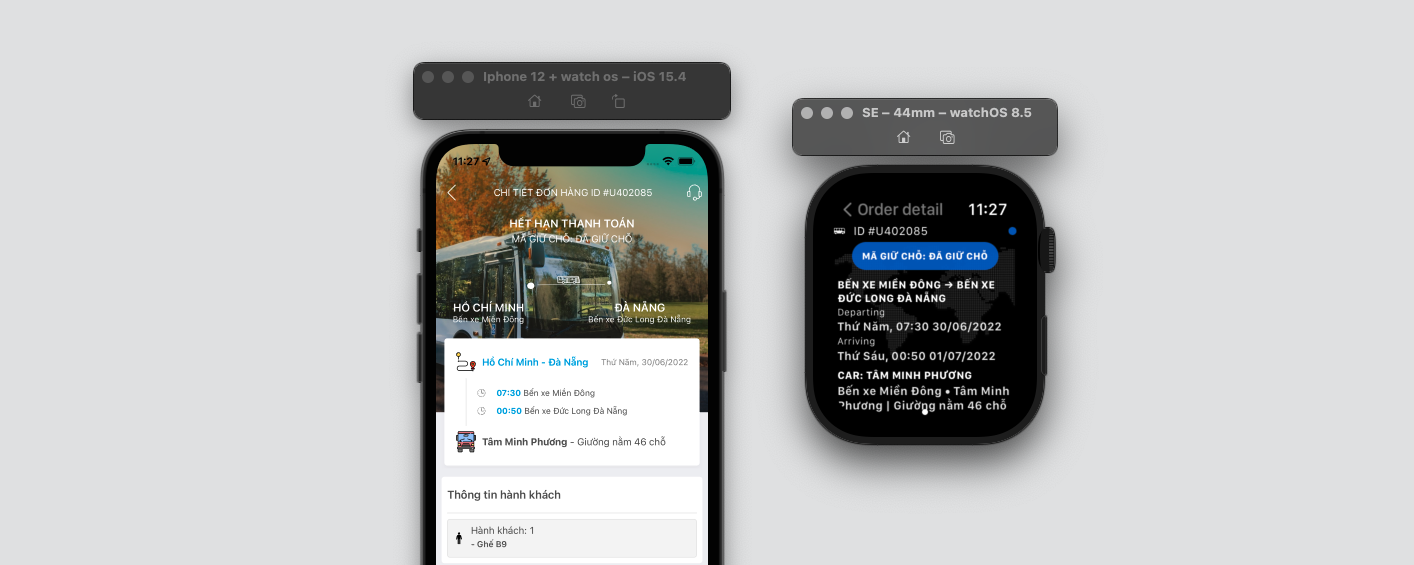 Iphone 12 + watch os – iOS 15.4
11:27
CHI TIẾT ĐƠN HÀNG ID #U402085
HẾT HẠN THANH TOÁN
MÃ GIỮ CHỖ: ĐÃ GIỮ CHỖ
HỒ CHÍ MINH
Bến xe Miền Đông
ĐÀ NẴNG
Bến xe Đức Long Đà Nẵng
Hồ Chí Minh - Đà Nẵng
Thứ Năm, 30/06/2022
07:30 Bến xe Miền Đông
00:50 Bến xe Đức Long Đà Nẵng
Tâm Minh Phương - Giường nằm 46 chỗ
Thông tin hành khách
Hành khách: 1
- Ghế B9
SE – 44mm – watchOS 8.5
Order detail
11:27
ID #U402085
MÃ GIỮ CHỖ: ĐÃ GIỮ CHỖ
BẾN XE MIỀN ĐÔNG → BẾN XE
ĐỨC LONG ĐÀ NẴNG
Departing
Thứ Năm, 07:30 30/06/2022
Arriving
Thứ Sáu, 00:50 01/07/2022
CAR: TÂM MINH PHƯƠNG
Bến xe Miền Đông • Tâm Minh
Phương | Giường nằm 46 chỗ